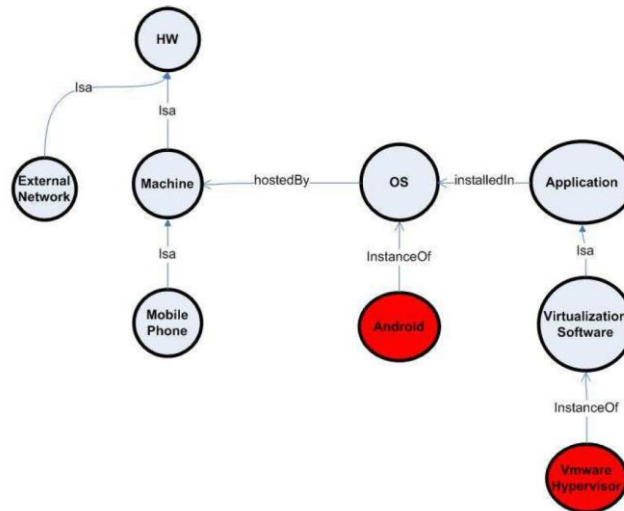 HW
Isa
Isa
External
Network
Machine
hostedBy
OS
installedIn
Application
Isa
InstanceOf
Isa
Mobile
Phone
Android
Virtualization
Software
InstanceOf
Vmware
Hypervisor